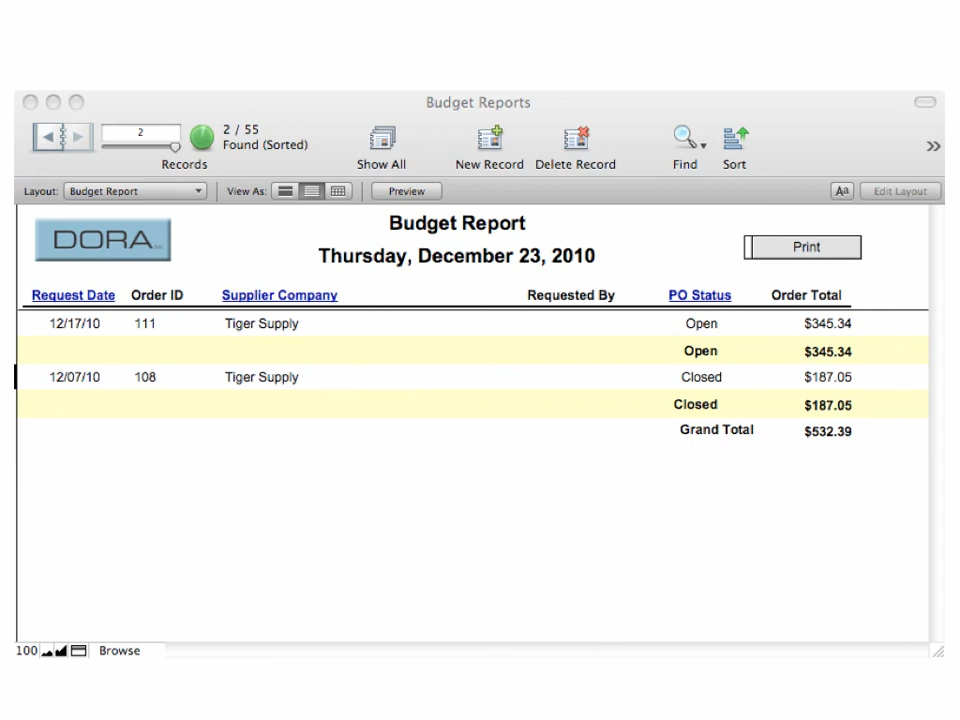 Budget Reports
2
2 / 55
Found (Sorted)
Records
Show All
New Record
Delete Record
Find
Sort
»
Layout: Budget Report
View As:
Preview
Aa
Edit Layout
DORA
Budget Report
Thursday, December 23, 2010
Print
Request Date Order ID Supplier Company Requested By PO Status Order Total
12/17/10 111 Tiger Supply Open $345.34
Open $345.34
12/07/10 108 Tiger Supply Closed $187.05
Closed $187.05
Grand Total $532.39
100 Browse